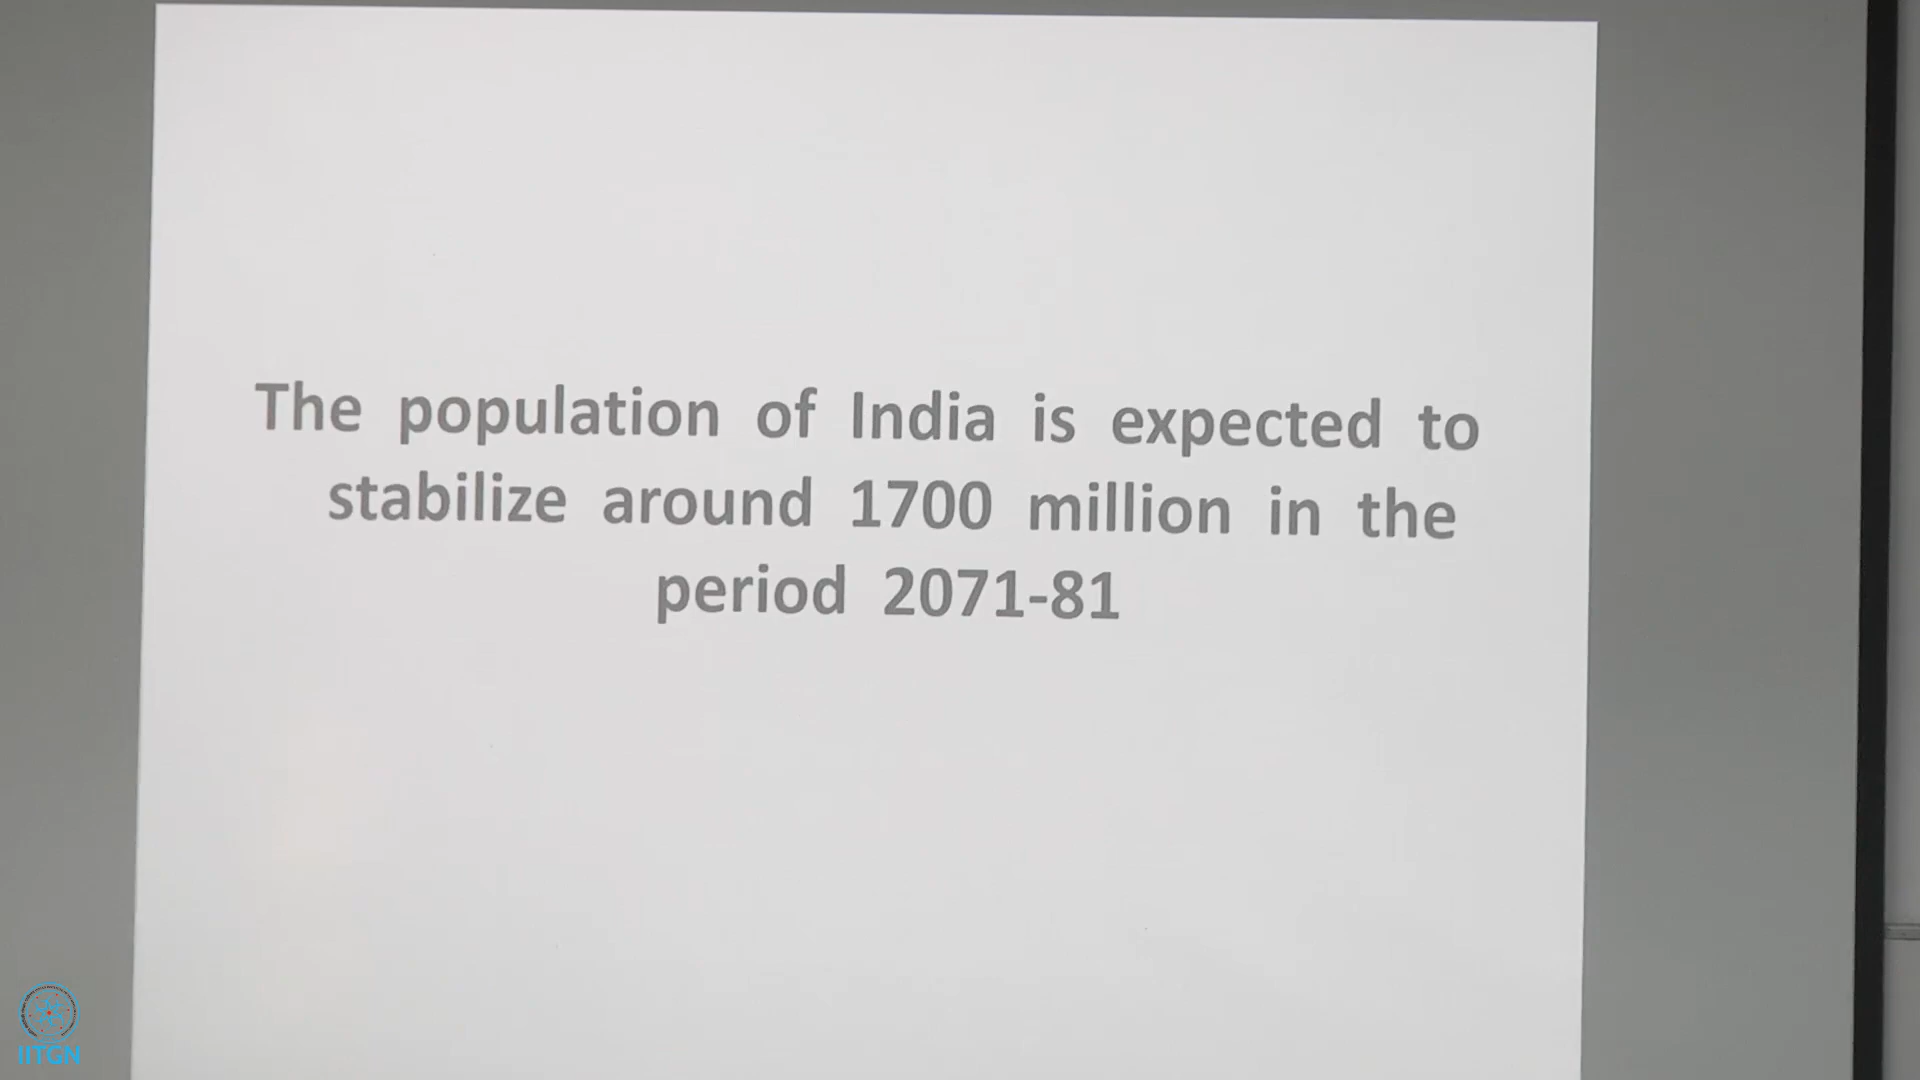 The population of India is expected to
stabilize around 1700 million in the
period 2071-81
IITGN